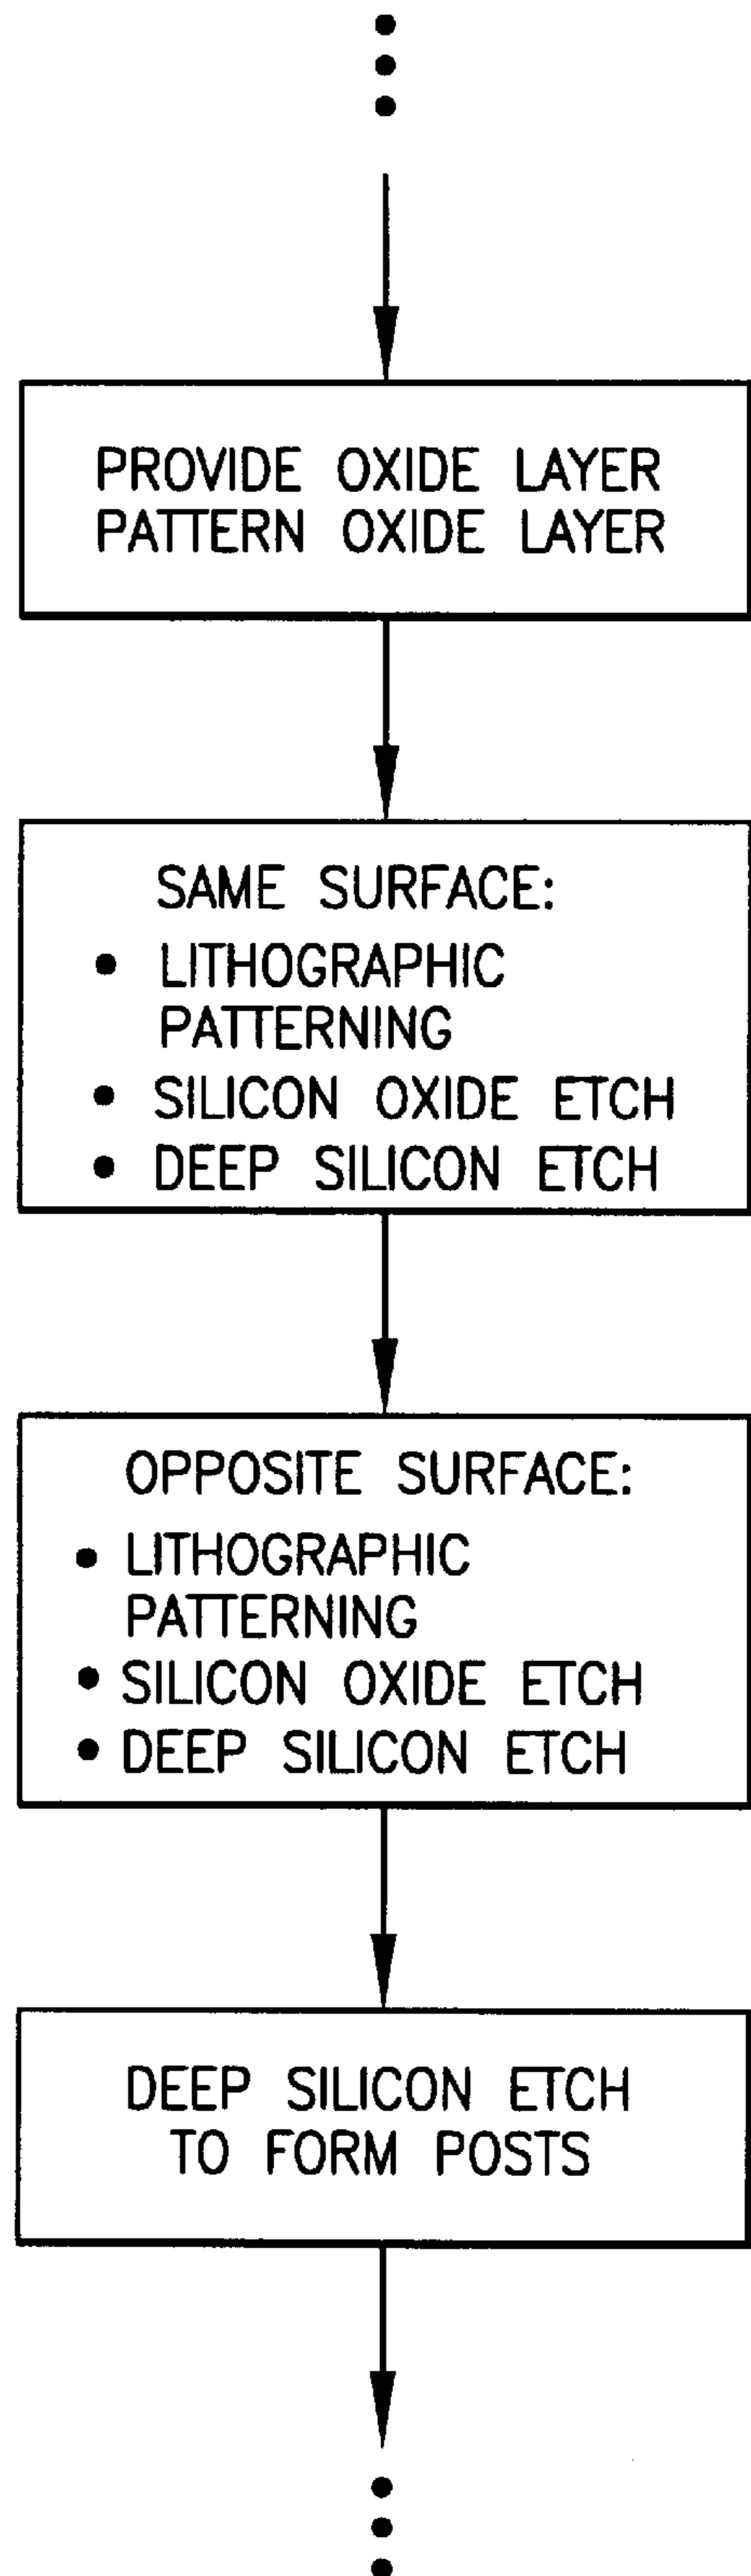 PROVIDE OXIDE LAYER
PATTERN OXIDE LAYER
SAME SURFACE:
• LITHOGRAPHIC
PATTERNING
• SILICON OXIDE ETCH
• DEEP SILICON ETCH
OPPOSITE SURFACE:
• LITHOGRAPHIC
PATTERNING
• SILICON OXIDE ETCH
• DEEP SILICON ETCH
DEEP SILICON ETCH
TO FORM POSTS